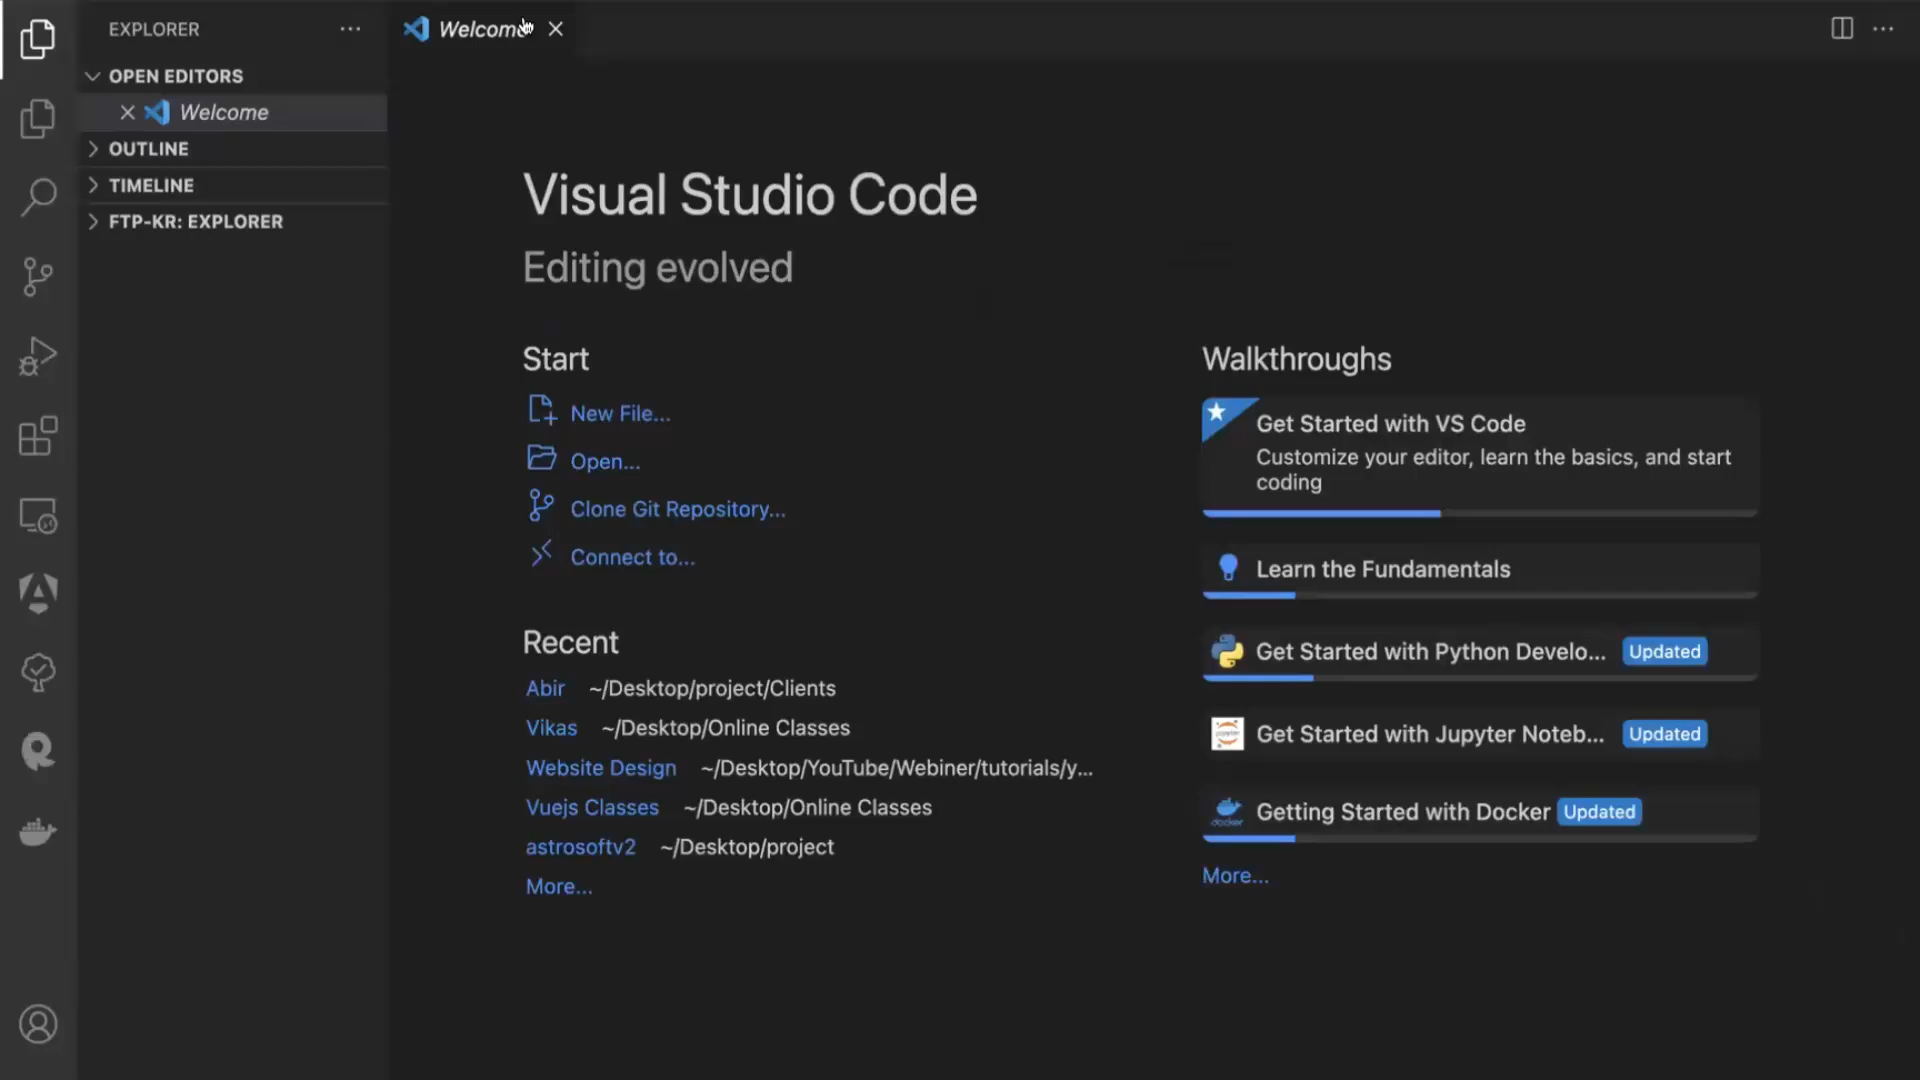 EXPLORER
OPEN EDITORS
Welcome
OUTLINE
TIMELINE
FTP-KR: EXPLORER
Welcome
Visual Studio Code
Editing evolved
Start
New File...
Open...
Clone Git Repository...
Connect to...
Recent
Abir ~/Desktop/project/Clients
Vikas ~/Desktop/Online Classes
Website Design ~/Desktop/YouTube/Webiner/tutorials/y...
Vuejs Classes ~/Desktop/Online Classes
astrosoftv2 ~/Desktop/project
More...
Walkthroughs
Get Started with VS Code
Customize your editor, learn the basics, and start
coding
Learn the Fundamentals
Get Started with Python Develo... Updated
Get Started with Jupyter Noteb... Updated
Getting Started with Docker Updated
More...